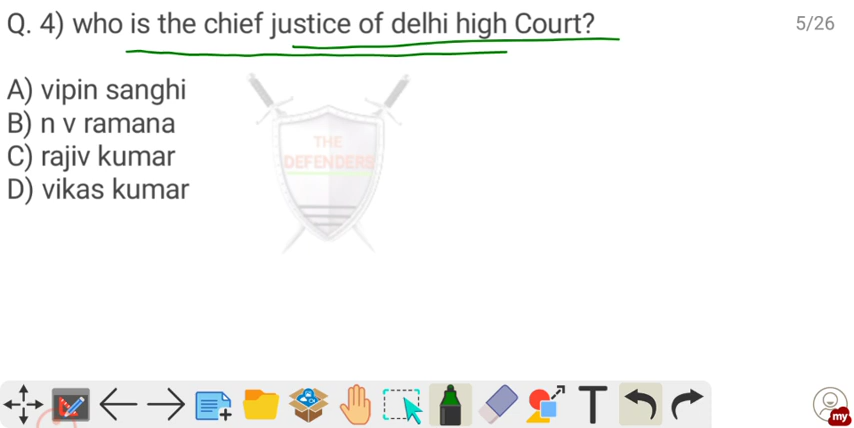 Q. 4) who is the chief justice of delhi high Court?
5/26
A) vipin sanghi
B) n v ramana
C) rajiv kumar
D) vikas kumar
THE
DEFENDERS
T
my